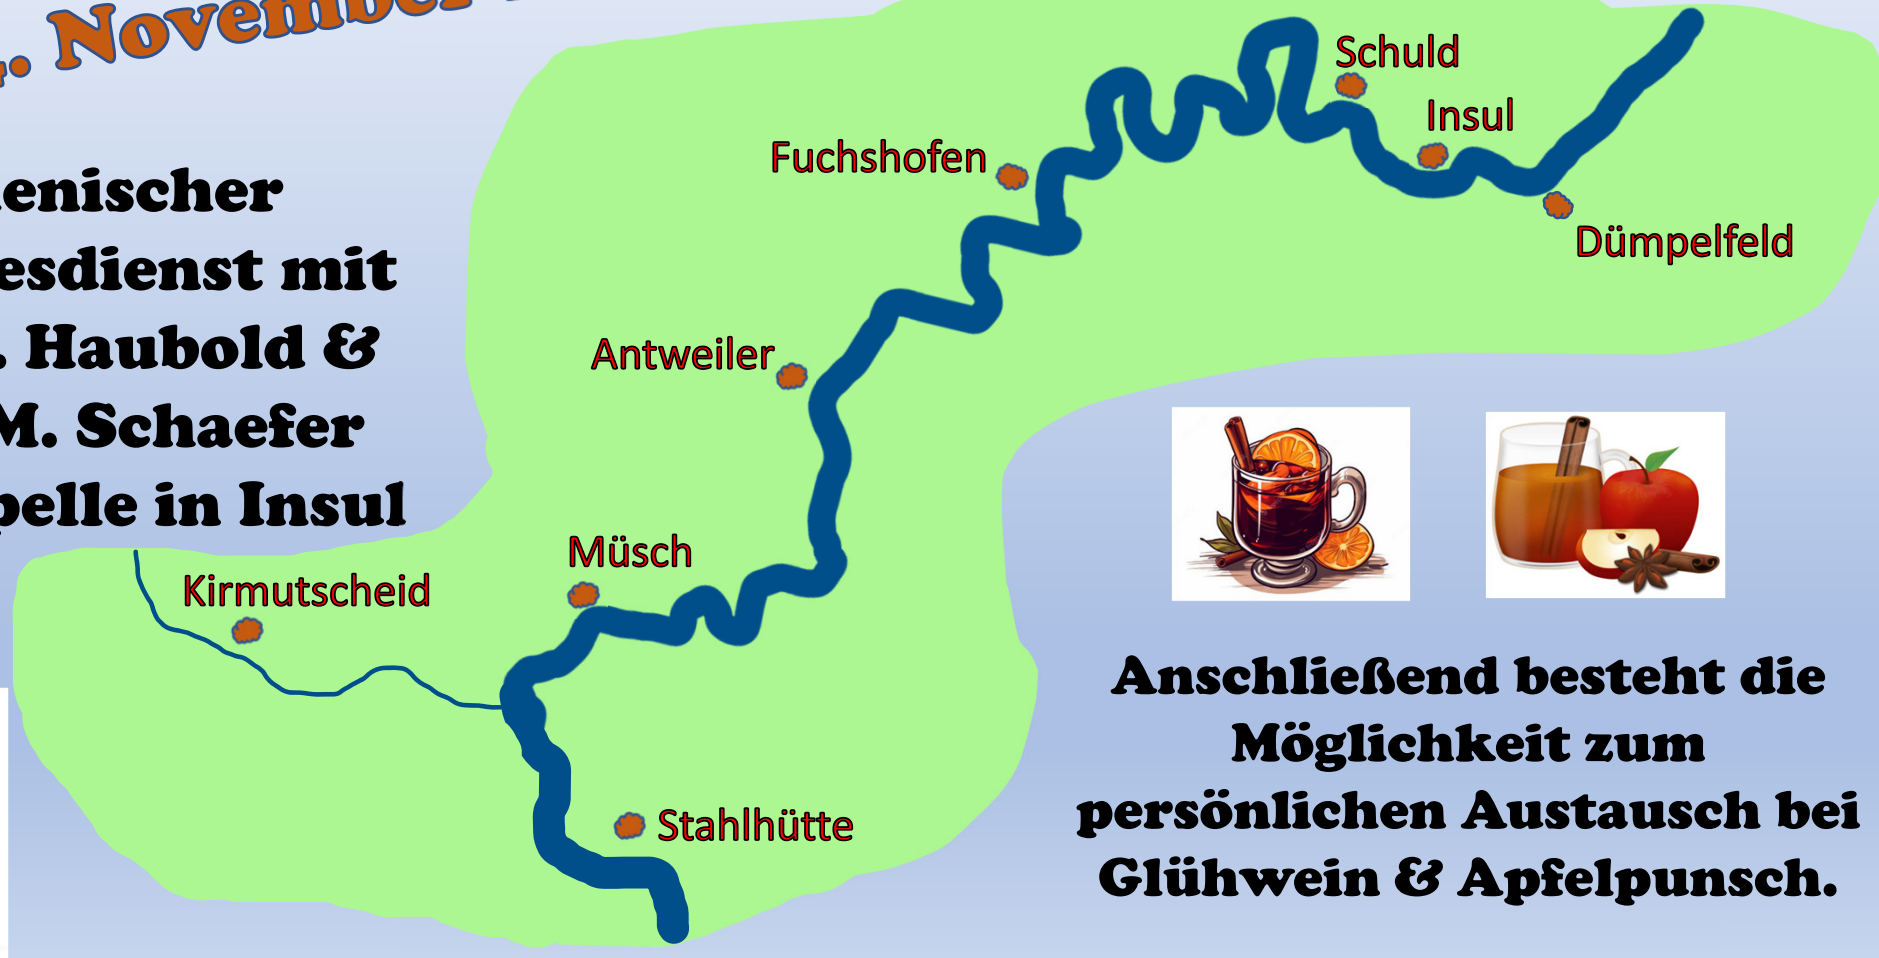 . November
enischer
esdienst mit
. Haubold &
M. Schaefer
pelle in Insul
Schuld
Insul
Fuchshofen
Dümpelfeld
Antweiler
Müsch
Kirmutscheid
Stahlhütte
Anschließend besteht die
Möglichkeit zum
persönlichen Austausch bei
Glühwein & Apfelpunsch.